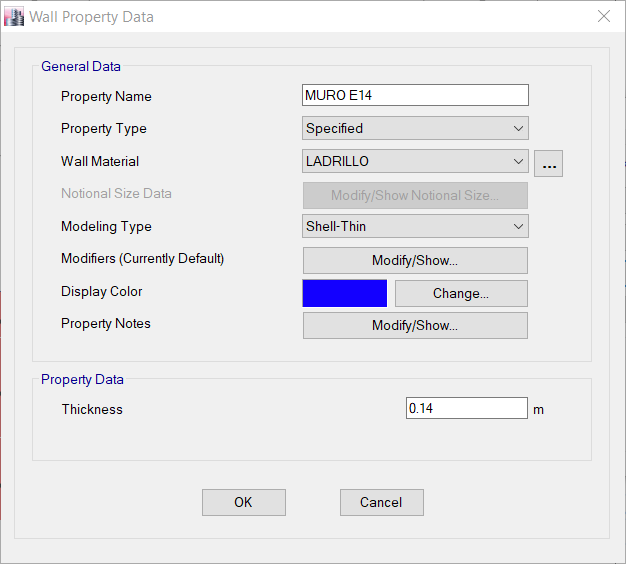 Wall Property Data
General Data
Property Name MURO E14
Property Type Specified
Wall Material LADRILLO ...
Notional Size Data Modify/Show Notional Size...
Modeling Type Shell-Thin
Modifiers (Currently Default) Modify/Show...
Display Color Change...
Property Notes Modify/Show...
Property Data
Thickness 0.14 m
OK Cancel